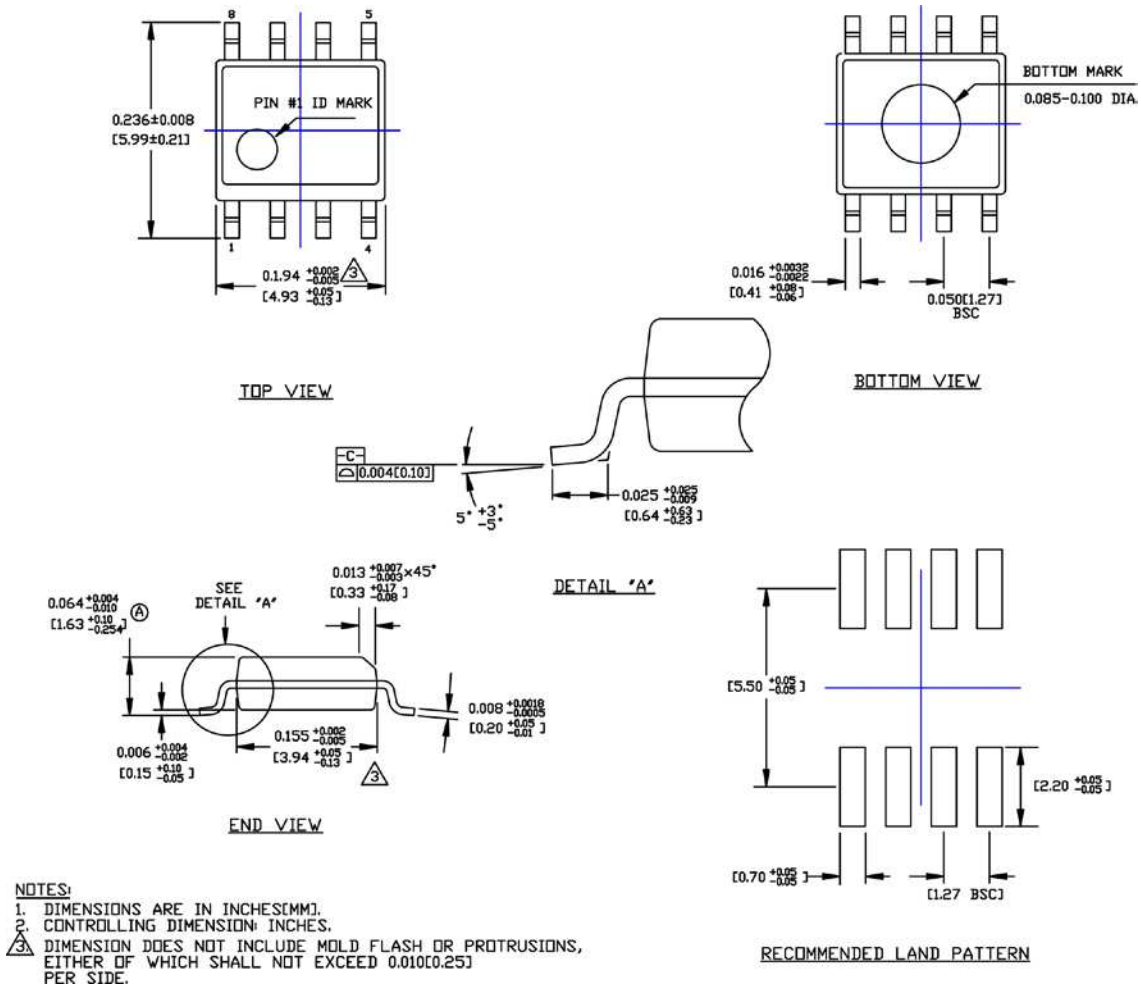 8 5
PIN #1 ID MARK
0.236±0.008
[5.99±0.21]
1 4
0.1.94 +0.002 -0.005
[4.93 +0.05 -0.13 ]
3
TOP VIEW
BOTTOM MARK
0.085-0.100 DIA.
0.016 +0.0032 -0.0022
[0.41 +0.08 -0.06 ]
0.050[1.27]
BSC
BOTTOM VIEW
-C-
0.004[0.10]
5° +3° -5°
0.025 +0.025 -0.009
[0.64 +0.63 -0.23 ]
DETAIL "A"
SEE
DETAIL "A"
0.064 +0.004 -0.010
[1.63 +0.10 -0.254 ]
A
0.013 +0.007 -0.003 ×45°
[0.33 +0.17 -0.08 ]
0.006 +0.004 -0.002
[0.15 +0.10 -0.05 ]
0.155 +0.002 -0.005
[3.94 +0.05 -0.13 ]
3
0.008 +0.0018 -0.0005
[0.20 +0.05 -0.01 ]
END VIEW
[5.50 +0.05 -0.05 ]
[2.20 +0.05 -0.05 ]
[0.70 +0.05 -0.05 ]
[1.27 BSC]
RECOMMENDED LAND PATTERN
NOTES:
1. DIMENSIONS ARE IN INCHES[MM].
2. CONTROLLING DIMENSION: INCHES.
3. DIMENSION DOES NOT INCLUDE MOLD FLASH OR PROTRUSIONS,
EITHER OF WHICH SHALL NOT EXCEED 0.010[0.25]
PER SIDE.